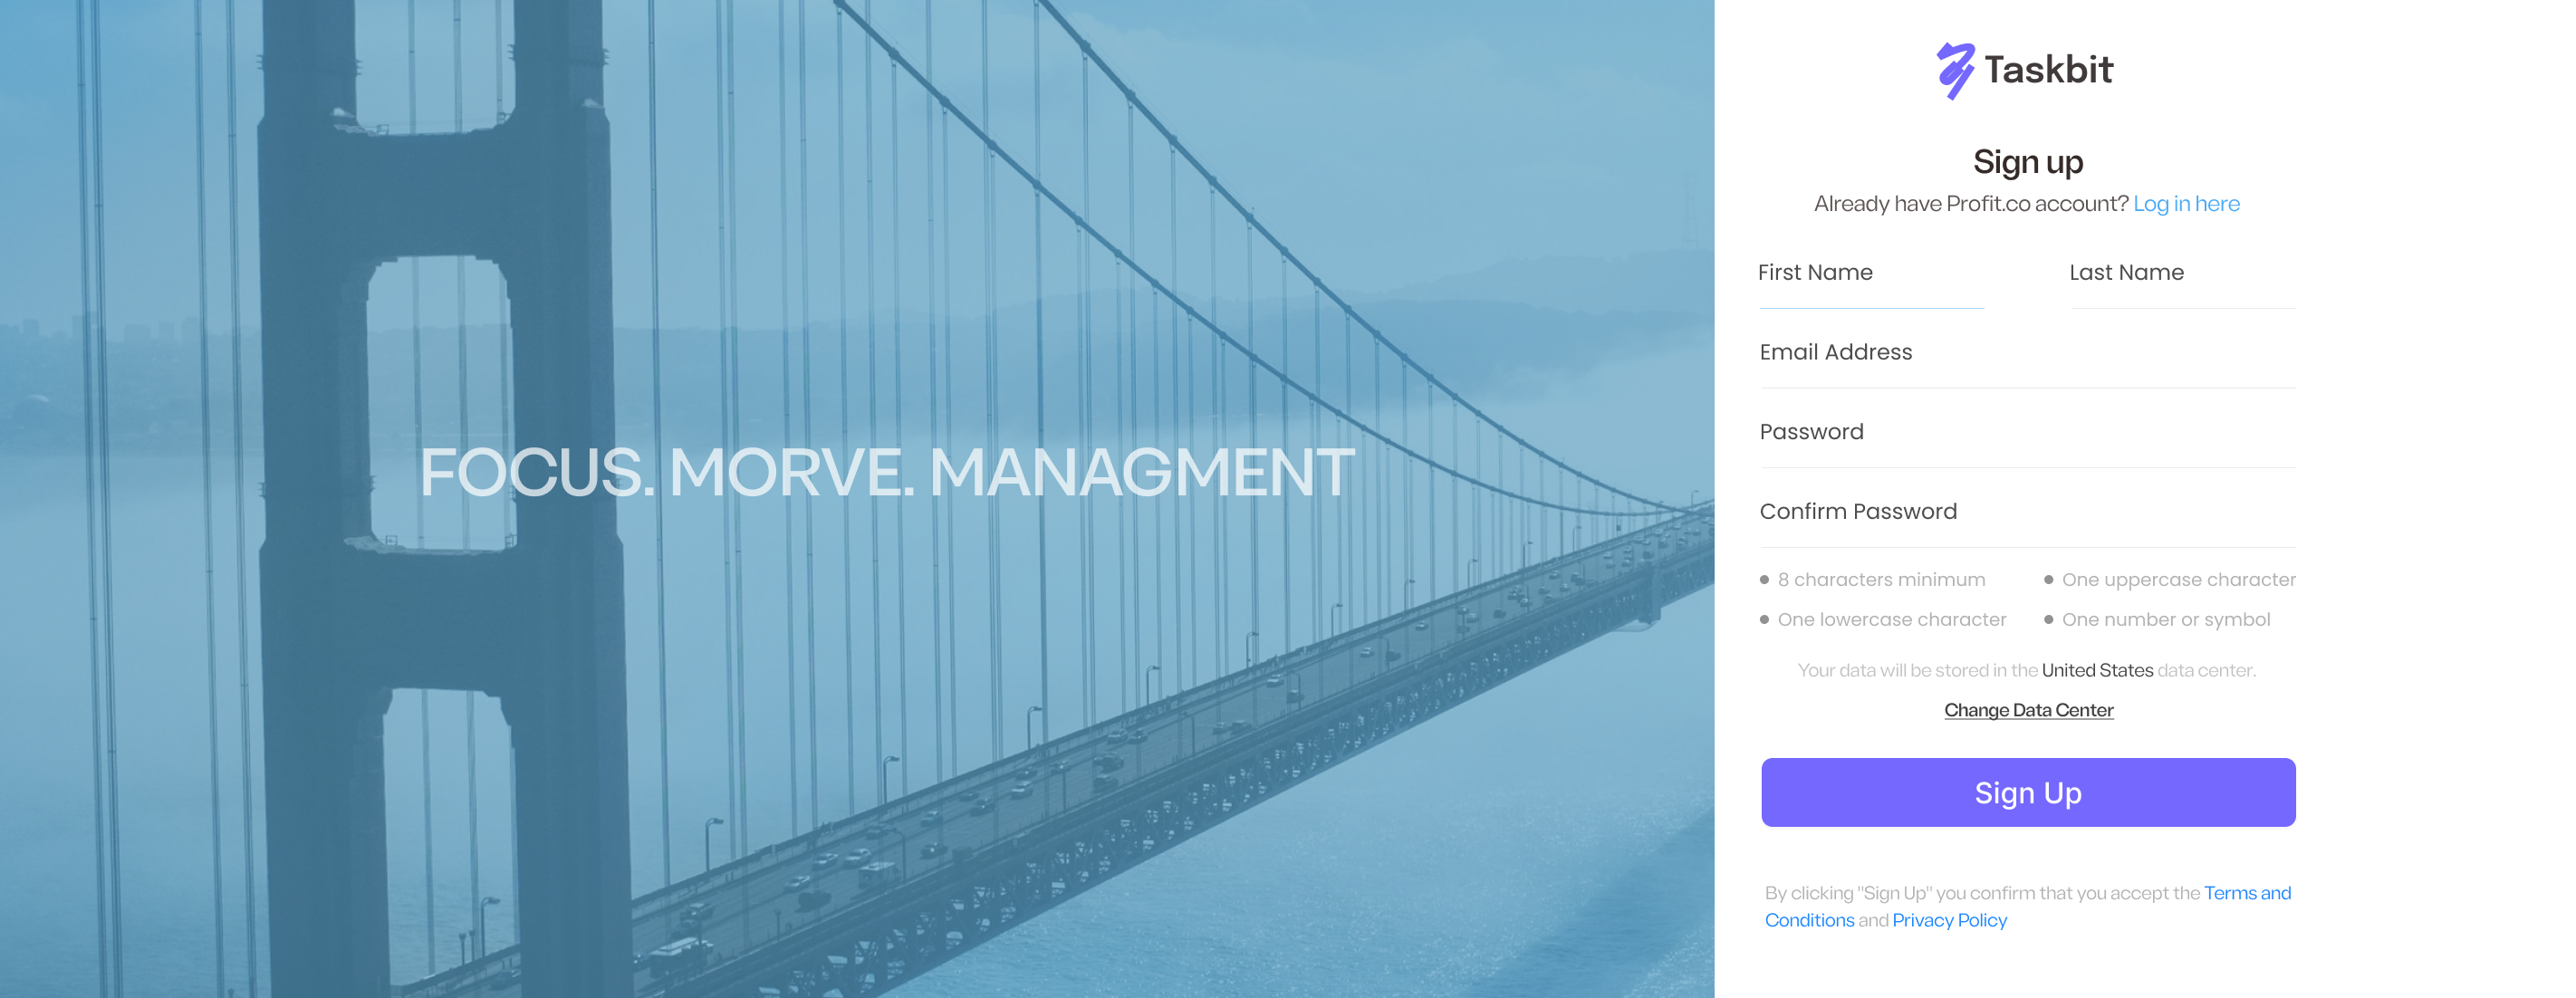 FOCUS. MORVE. MANAGMENT
Taskbit
Sign up
Already have Profit.co account? Log in here
First Name
Last Name
Email Address
Password
Confirm Password
8 characters minimum
One uppercase character
One lowercase character
One number or symbol
Your data will be stored in the United States data center.
Change Data Center
Sign Up
By clicking "Sign Up" you confirm that you accept the Terms and
Conditions and Privacy Policy